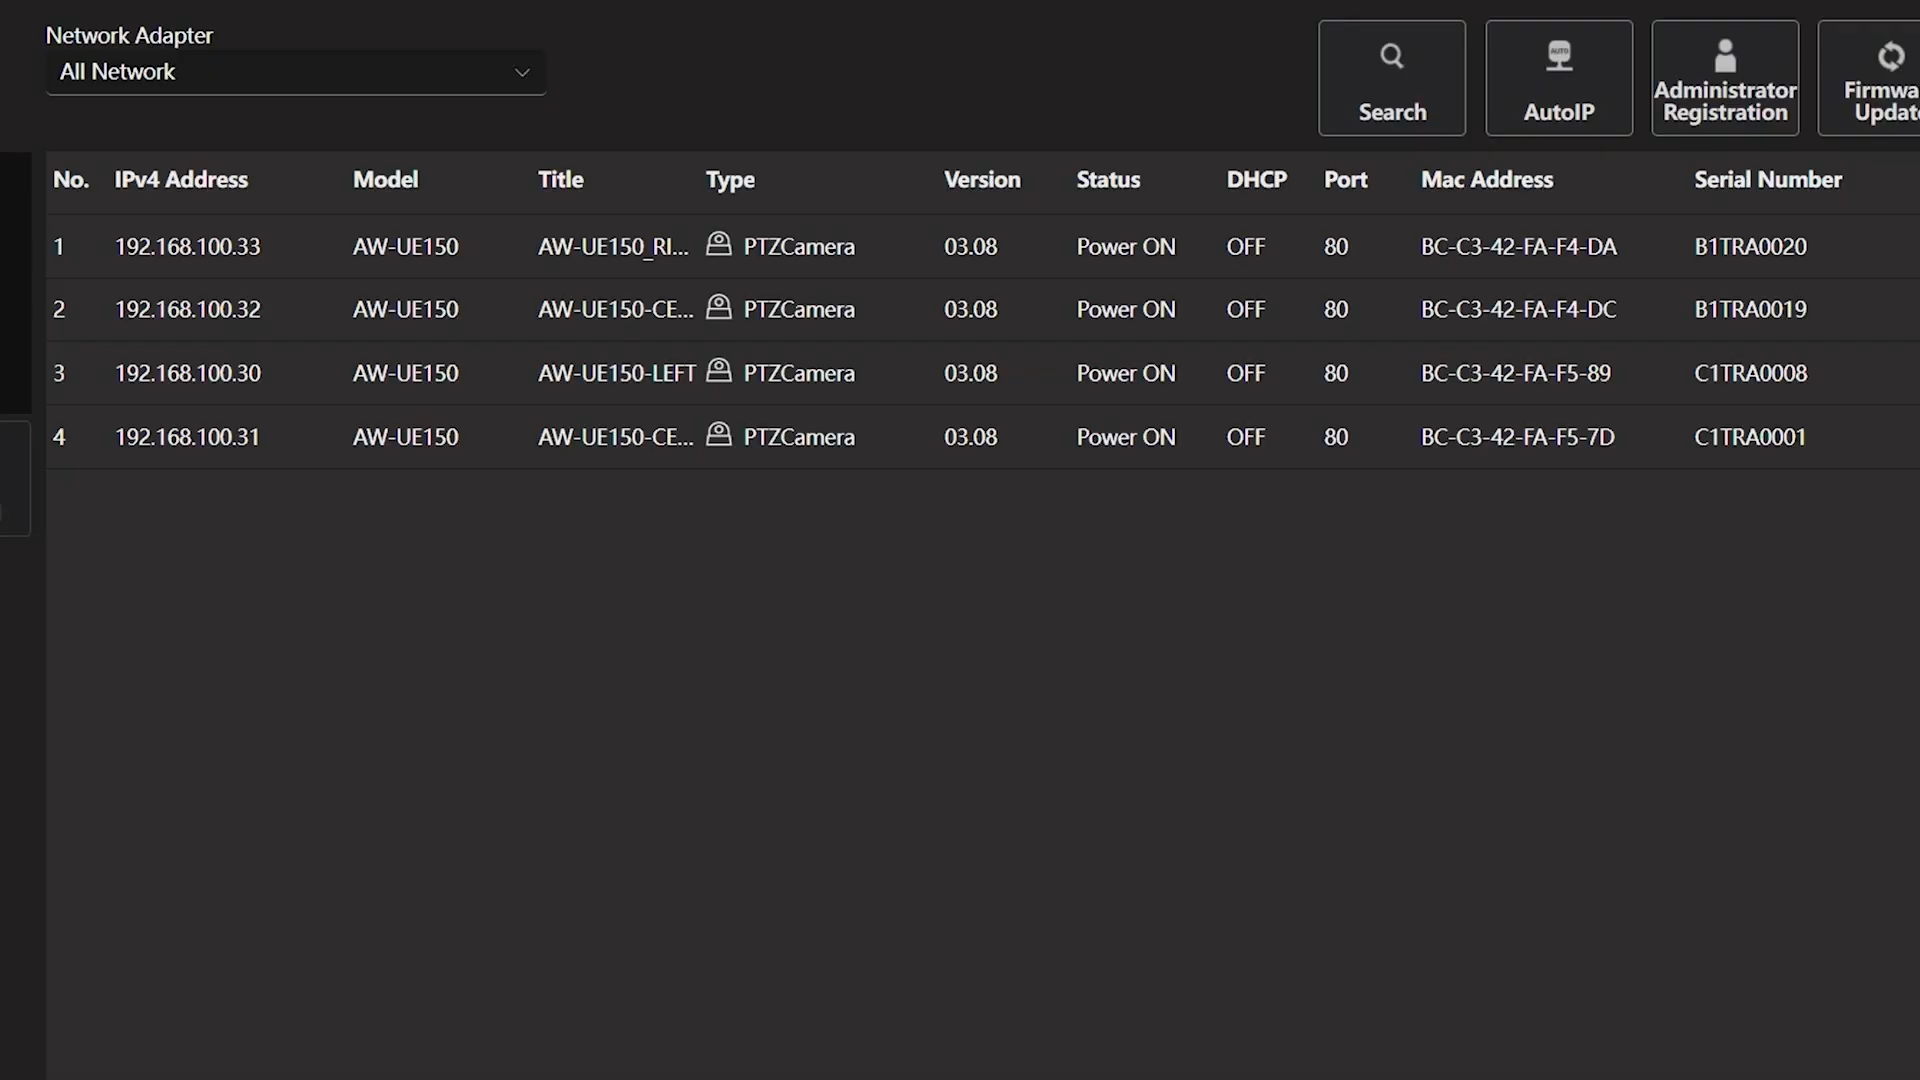 Network Adapter
All Network
Search
AUTO
AutoIP
Administrator
Registration
Firmwa
Update
No. IPv4 Address Model Title Type Version Status DHCP Port Mac Address Serial Number
1 192.168.100.33 AW-UE150 AW-UE150_RI... PTZCamera 03.08 Power ON OFF 80 BC-C3-42-FA-F4-DA B1TRA0020
2 192.168.100.32 AW-UE150 AW-UE150-CE... PTZCamera 03.08 Power ON OFF 80 BC-C3-42-FA-F4-DC B1TRA0019
3 192.168.100.30 AW-UE150 AW-UE150-LEFT PTZCamera 03.08 Power ON OFF 80 BC-C3-42-FA-F5-89 C1TRA0008
4 192.168.100.31 AW-UE150 AW-UE150-CE... PTZCamera 03.08 Power ON OFF 80 BC-C3-42-FA-F5-7D C1TRA0001